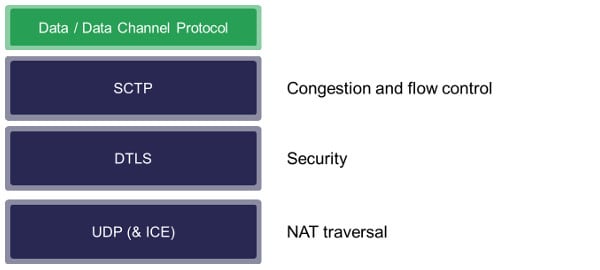 Data / Data Channel Protocol
SCTP
Congestion and flow control
DTLS
Security
UDP (& ICE)
NAT traversal